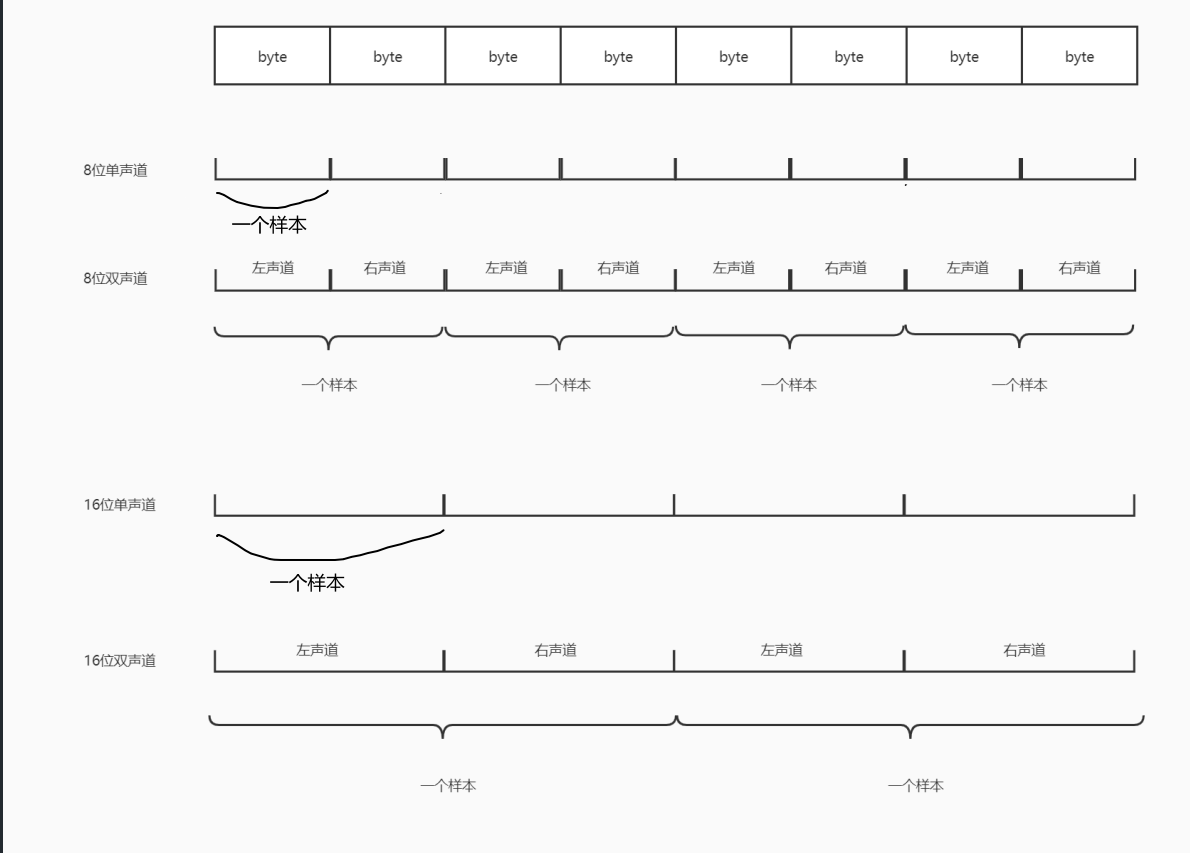 byte byte byte byte byte byte byte byte
8位单声道
一个样本
8位双声道 左声道 右声道 左声道 右声道 左声道 右声道 左声道 右声道
一个样本 一个样本 一个样本 一个样本
16位单声道
一个样本
16位双声道 左声道 右声道 左声道 右声道
一个样本 一个样本